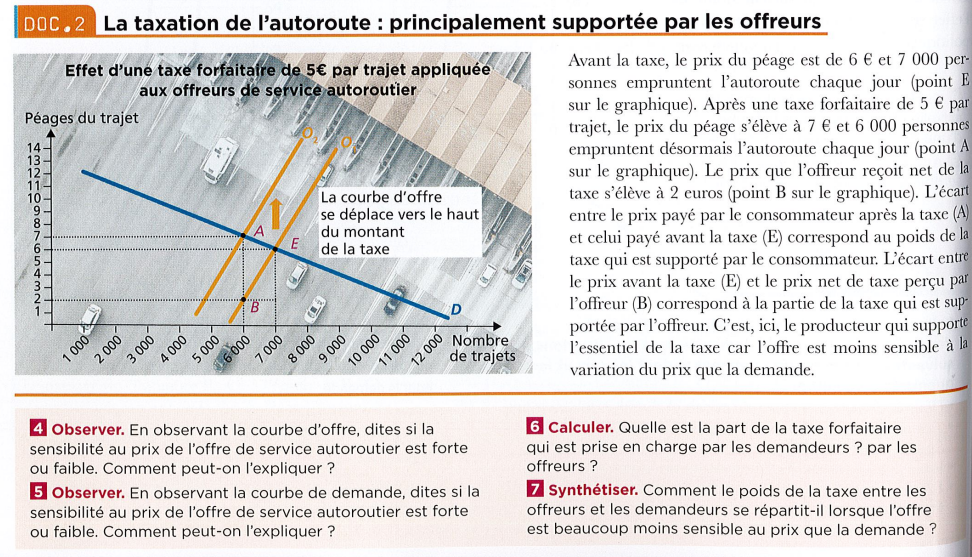 DOC.2 La taxation de l'autoroute : principalement supportée par les offreurs
Effet d'une taxe forfaitaire de 5€ par trajet appliquée
aux offreurs de service autoroutier
Péages du trajet
14
13
12
11
10
9
8
7
6
5
4
3
2
1
O₂
O
La courbe d'offre
se déplace vers le haut
du montant
de la taxe
A
E
B
D
1 000
2 000
3 000
4 000
5 000
6 000
7 000
8 000
9 000
10 000
11 000
12 000
Nombre
de trajets
Avant la taxe, le prix du péage est de 6 € et 7 000 per-
sonnes empruntent l'autoroute chaque jour (point E
sur le graphique). Après une taxe forfaitaire de 5 € par
trajet, le prix du péage s'élève à 7 € et 6 000 personnes
empruntent désormais l'autoroute chaque jour (point A
sur le graphique). Le prix que l'offreur reçoit net de la
taxe s'élève à 2 euros (point B sur le graphique). L'écart
entre le prix payé par le consommateur après la taxe (A)
et celui payé avant la taxe (E) correspond au poids de la
taxe qui est supporté par le consommateur. L'écart entre
le prix avant la taxe (E) et le prix net de taxe perçu par
l'offreur (B) correspond à la partie de la taxe qui est sup-
portée par l'offreur. C'est, ici, le producteur qui supporte
l'essentiel de la taxe car l'offre est moins sensible à la
variation du prix que la demande.
4 Observer. En observant la courbe d'offre, dites si la
sensibilité au prix de l'offre de service autoroutier est forte
ou faible. Comment peut-on l'expliquer ?
5 Observer. En observant la courbe de demande, dites si la
sensibilité au prix de l'offre de service autoroutier est forte
ou faible. Comment peut-on l'expliquer ?
6 Calculer. Quelle est la part de la taxe forfaitaire
qui est prise en charge par les demandeurs ? par les
offreurs ?
7 Synthétiser. Comment le poids de la taxe entre les
offreurs et les demandeurs se répartit-il lorsque l'offre
est beaucoup moins sensible au prix que la demande ?